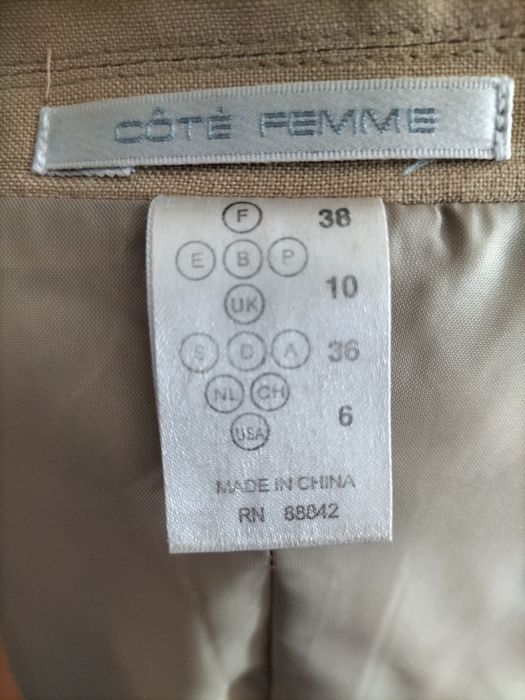 CÔTÉ FEMME
F 38
E B P
UK 10
S D A 36
NL CH
USA 6
MADE IN CHINA
RN 88842